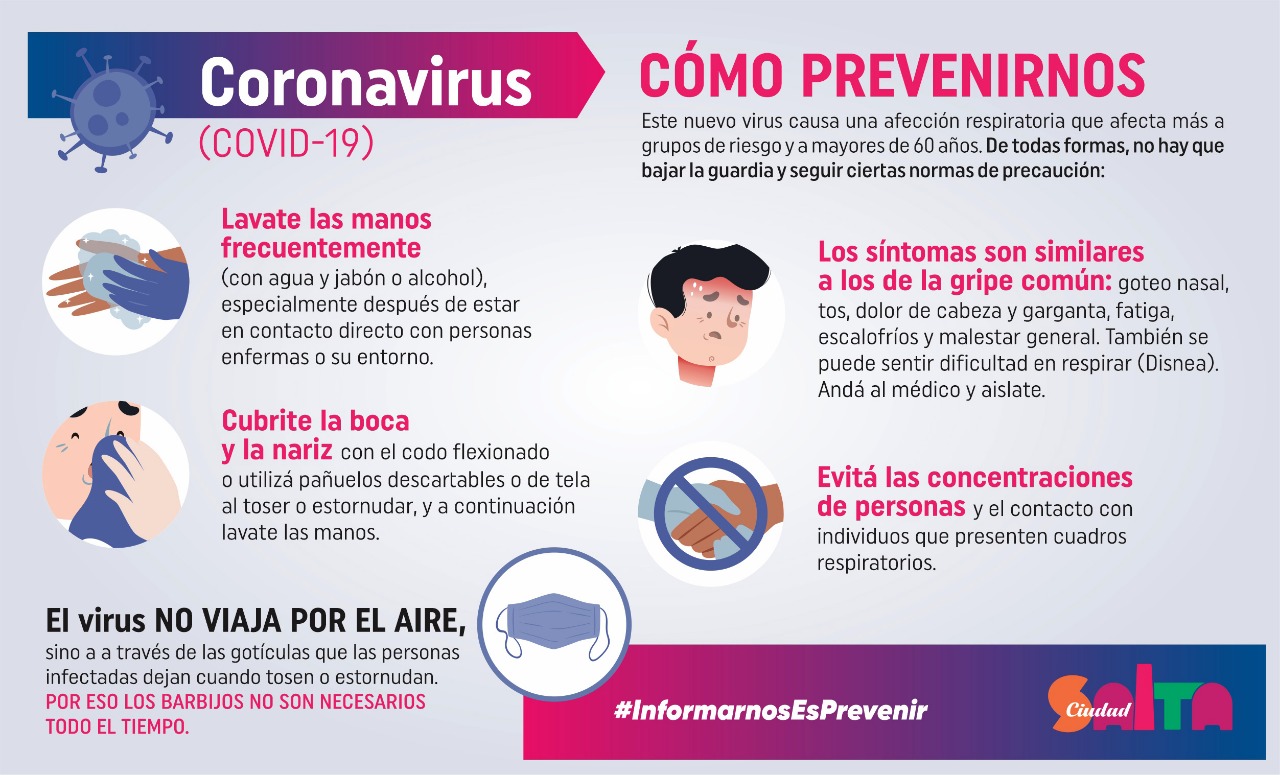 Coronavirus
(COVID-19)
Lavate las manos
frecuentemente
(con agua y jabón o alcohol),
especialmente después de estar
en contacto directo con personas
enfermas o su entorno.
Cubrite la boca
y la nariz con el codo flexionado
o utilizá pañuelos descartables o de tela
al toser o estornudar, y a continuación
lavate las manos.
El virus NO VIAJA POR EL AIRE,
sino a a través de las gotículas que las personas
infectadas dejan cuando tosen o estornudan.
POR ESO LOS BARBIJOS NO SON NECESARIOS
TODO EL TIEMPO.
CÓMO PREVENIRNOS
Este nuevo virus causa una afección respiratoria que afecta más a
grupos de riesgo y a mayores de 60 años. De todas formas, no hay que
bajar la guardia y seguir ciertas normas de precaución:
Los síntomas son similares
a los de la gripe común: goteo nasal,
tos, dolor de cabeza y garganta, fatiga,
escalofríos y malestar general. También se
puede sentir dificultad en respirar (Disnea).
Andá al médico y aislate.
Evitá las concentraciones
de personas y el contacto con
individuos que presenten cuadros
respiratorios.
#InformarnosEsPrevenir
SAlTA
Ciudad